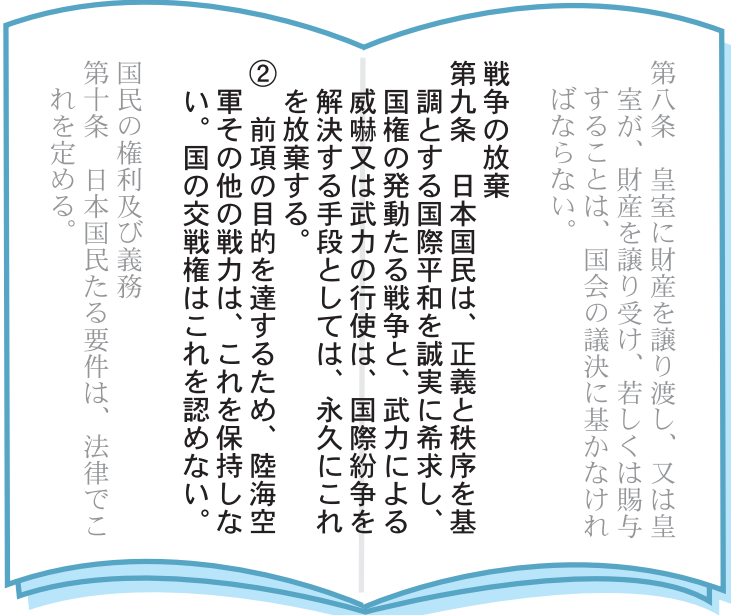 第八条　皇室に財産を譲り渡し、又は皇
室が、財産を譲り受け、若しくは賜与
することは、国会の議決に基かなけれ
ばならない。
戦争の放棄
第九条　日本国民は、正義と秩序を基
調とする国際平和を誠実に希求し、
国権の発動たる戦争と、武力による
威嚇又は武力の行使は、国際紛争を
解決する手段としては、永久にこれ
を放棄する。
②　前項の目的を達するため、陸海空
軍その他の戦力は、これを保持しな
い。国の交戦権はこれを認めない。
国民の権利及び義務
第十条　日本国民たる要件は、法律でこ
れを定める。